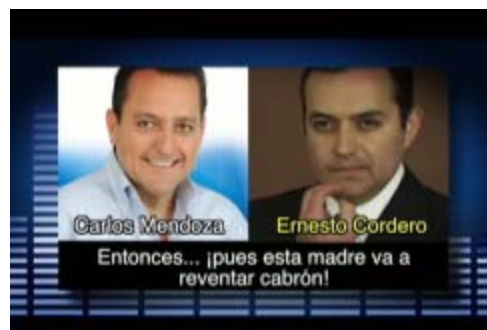 Carlos Mendoza
Ernesto Cordero
Entonces... ¡pues esta madre va a
reventar cabrón!